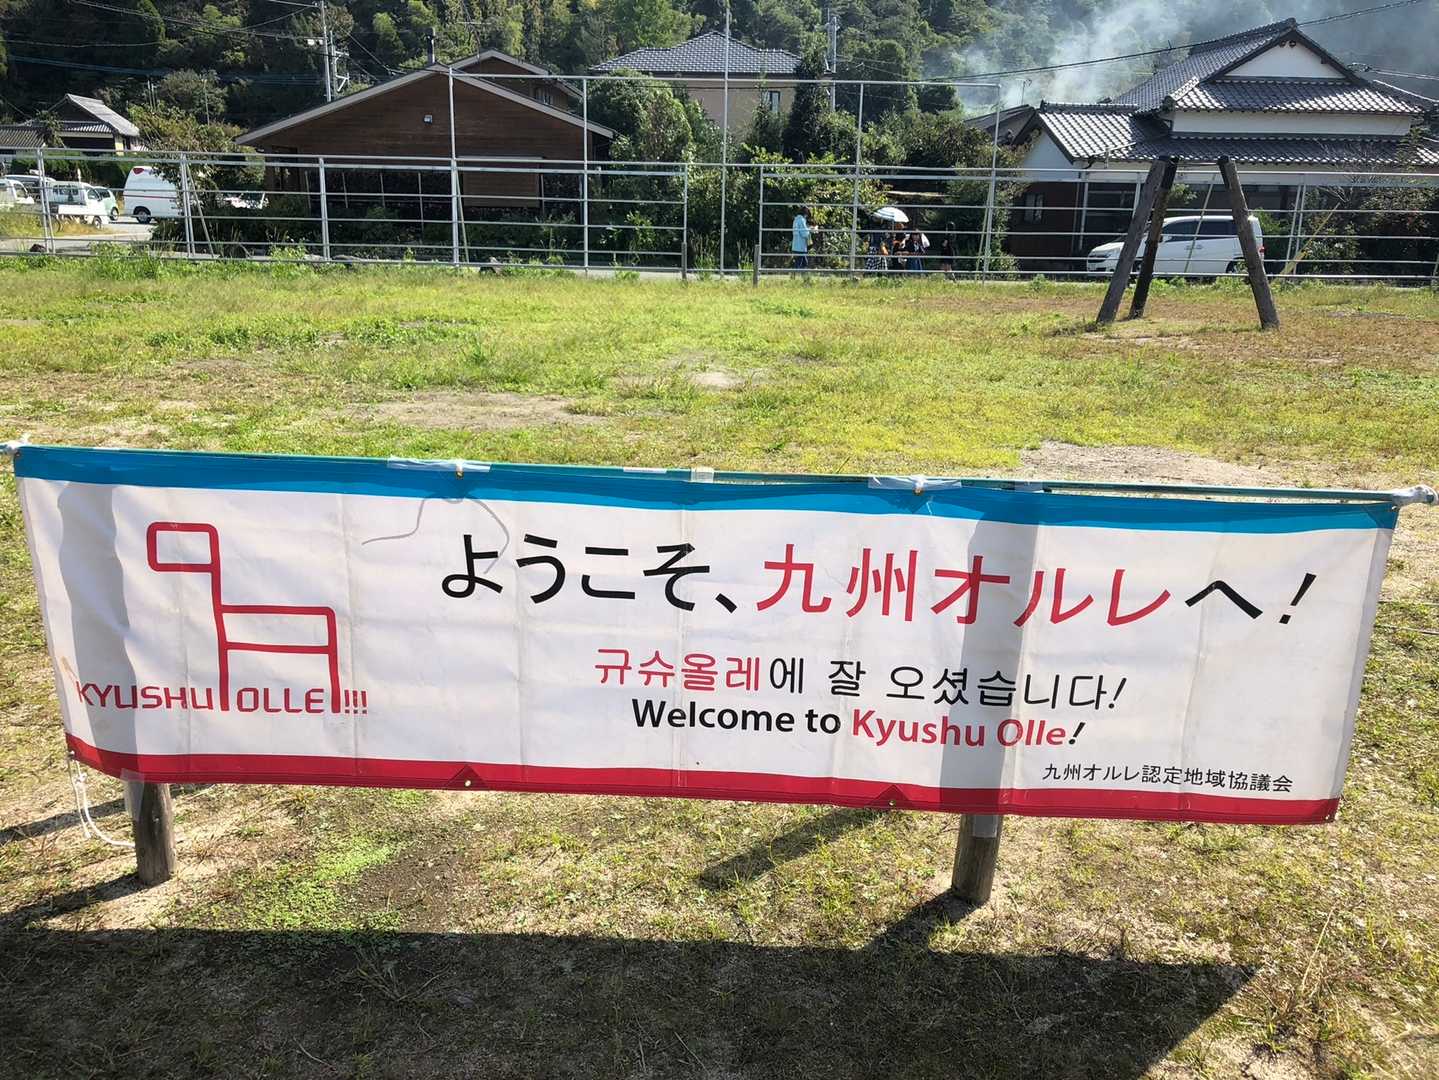 ようこそ、九州オルレへ!
규슈올레에 잘 오셨습니다!
Welcome to Kyushu Olle!
KYUSHU OLLE!!!
九州オルレ認定地域協議会